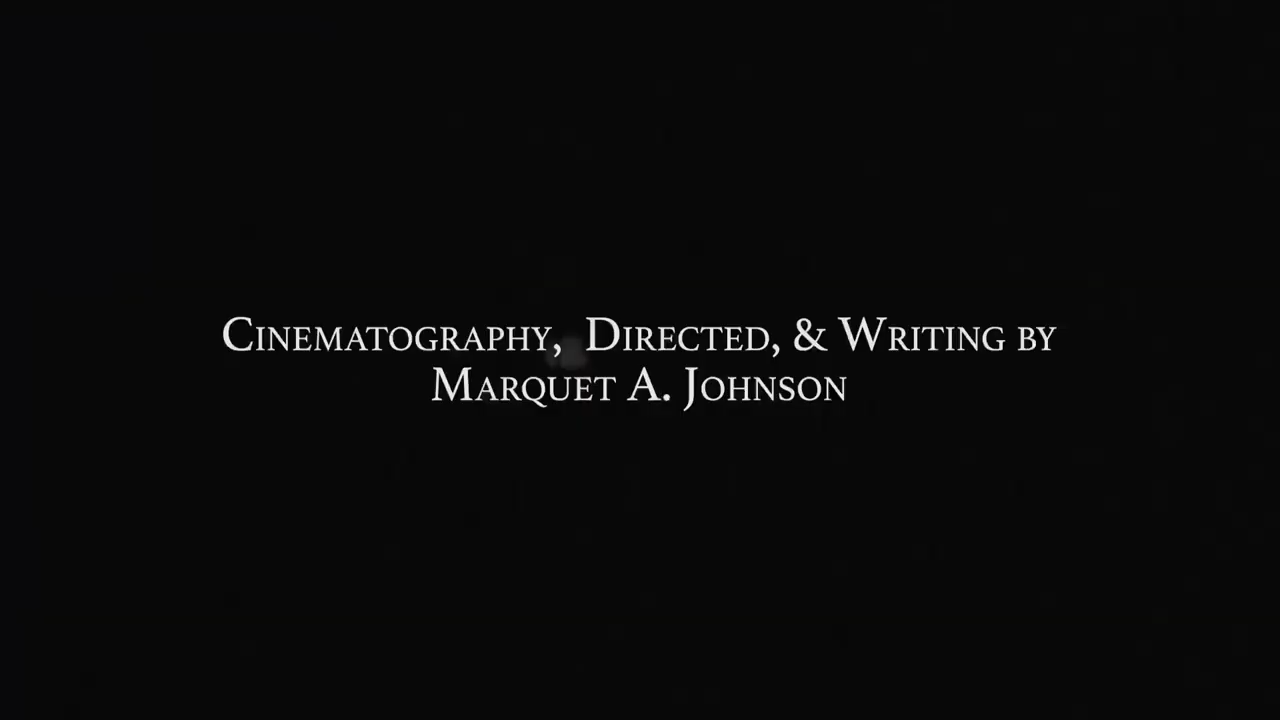 Cinematography,  Directed, & Writing by
Marquet A. Johnson